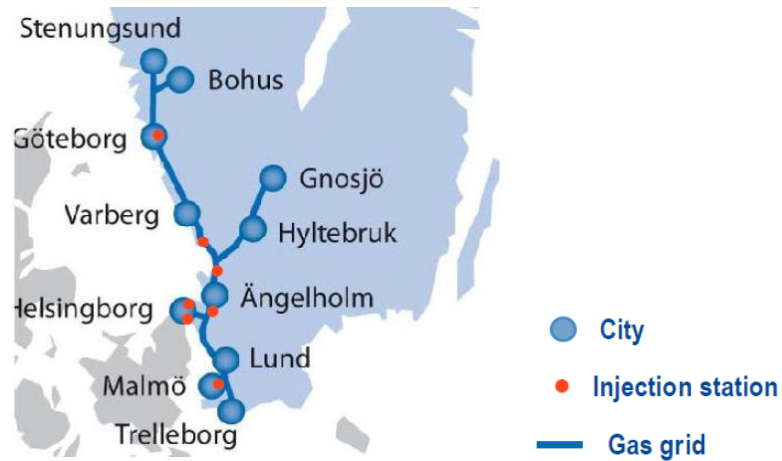 Stenungsund
Bohus
Göteborg
Gnosjö
Varberg
Hyltebruk
Ängelholm
Helsingborg
City
Lund
Malmö
Injection station
Trelleborg
Gas grid